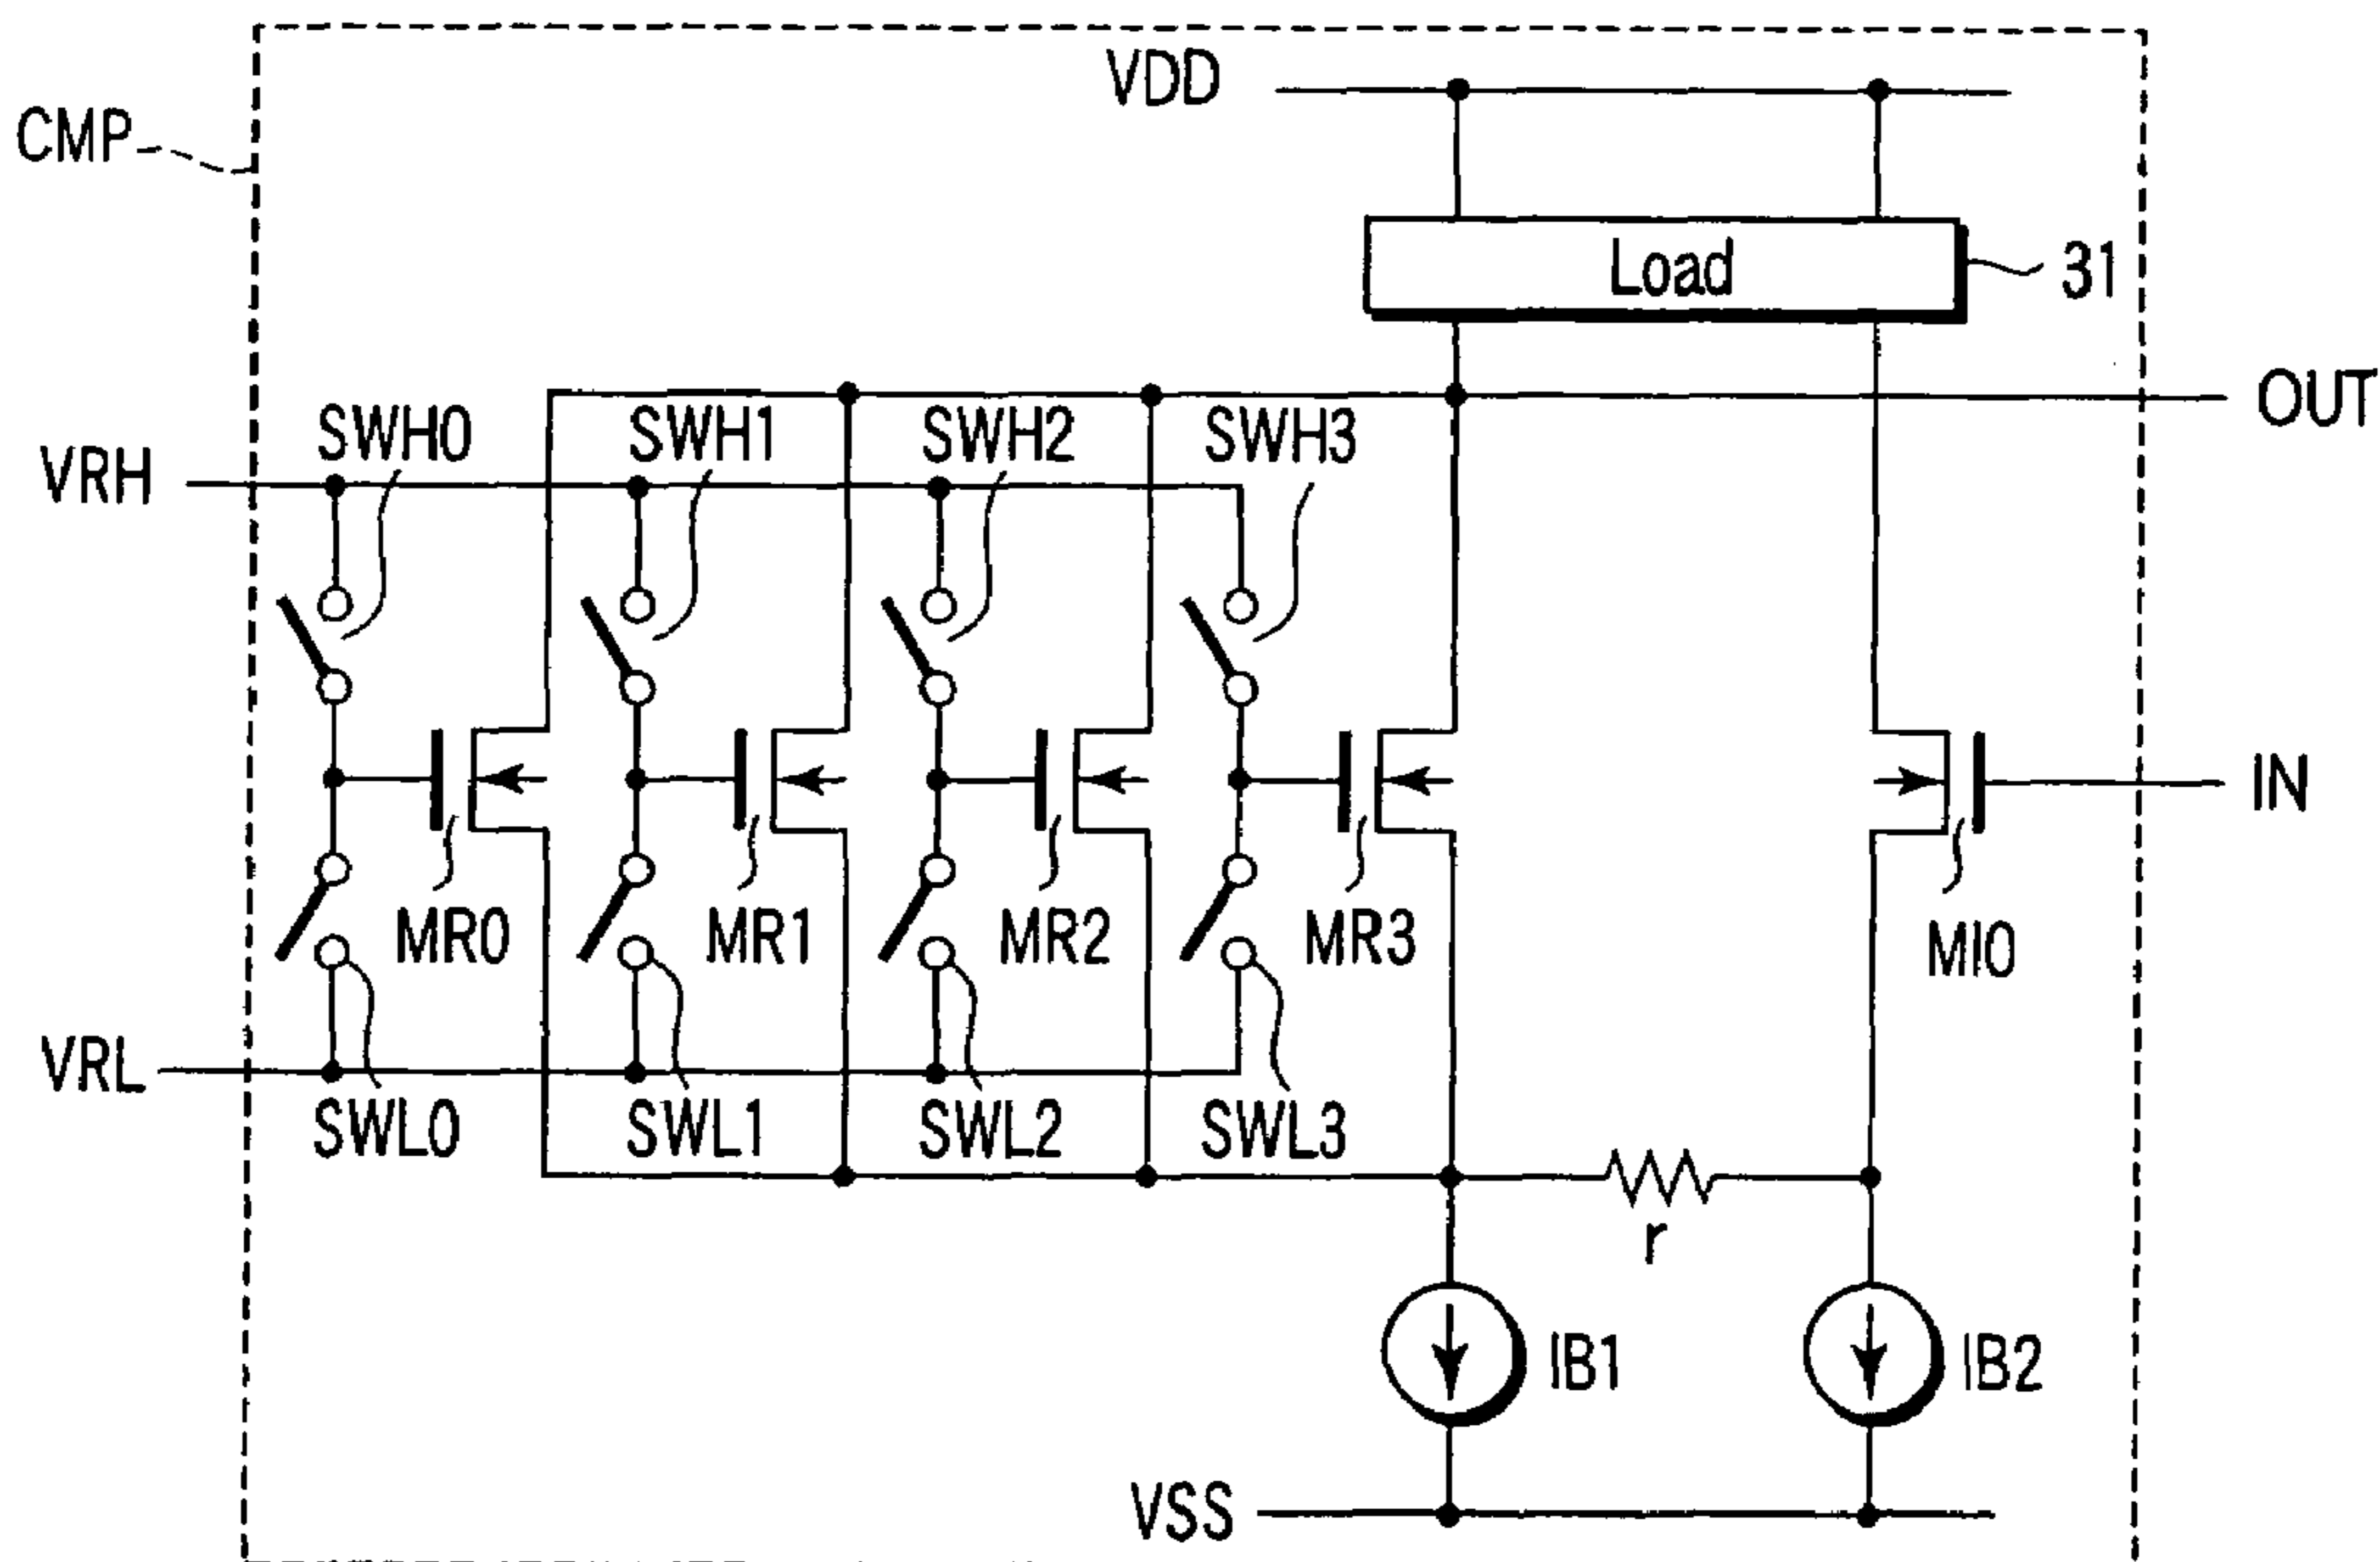 VDD
CMP
Load
31
OUT
SWH0
SWH1
SWH2
SWH3
VRH
IN
MR0
MR1
MR2
MR3
MI0
VRL
SWL0
SWL1
SWL2
SWL3
r
IB1
IB2
VSS